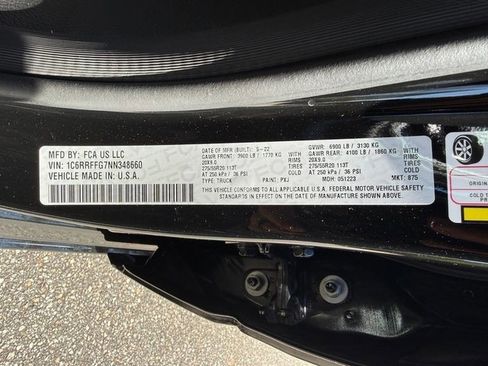 MFD BY: FCA US LLC
VIN: 1C6RRFFG7NN348660
VEHICLE MADE IN U.S.A.
DATE OF MFR (BUILT): 5-22
GAWR FRONT: 3900 LB / 1770 KG
RIMS
20X9.0
TIRES
275/55R20 113T
COLD
AT 250 kPa / 36 PSI
TYPE: TRUCK PAINT: PXJ
GVWR: 6900 LB / 3130 KG
GAWR REAR: 4100 LB / 1860 KG
RIMS
20X9.0
TIRES
275/55R20 113T
COLD
AT 250 kPa / 36 PSI
MDH: 051223 MKT: 875
THIS VEHICLE CONFORMS TO ALL APPLICABLE U.S.A. FEDERAL MOTOR VEHICLE SAFETY
STANDARDS IN EFFECT ON THE DATE OF MANUFACTURE SHOWN ABOVE
ORIGINA
COLD T
PR